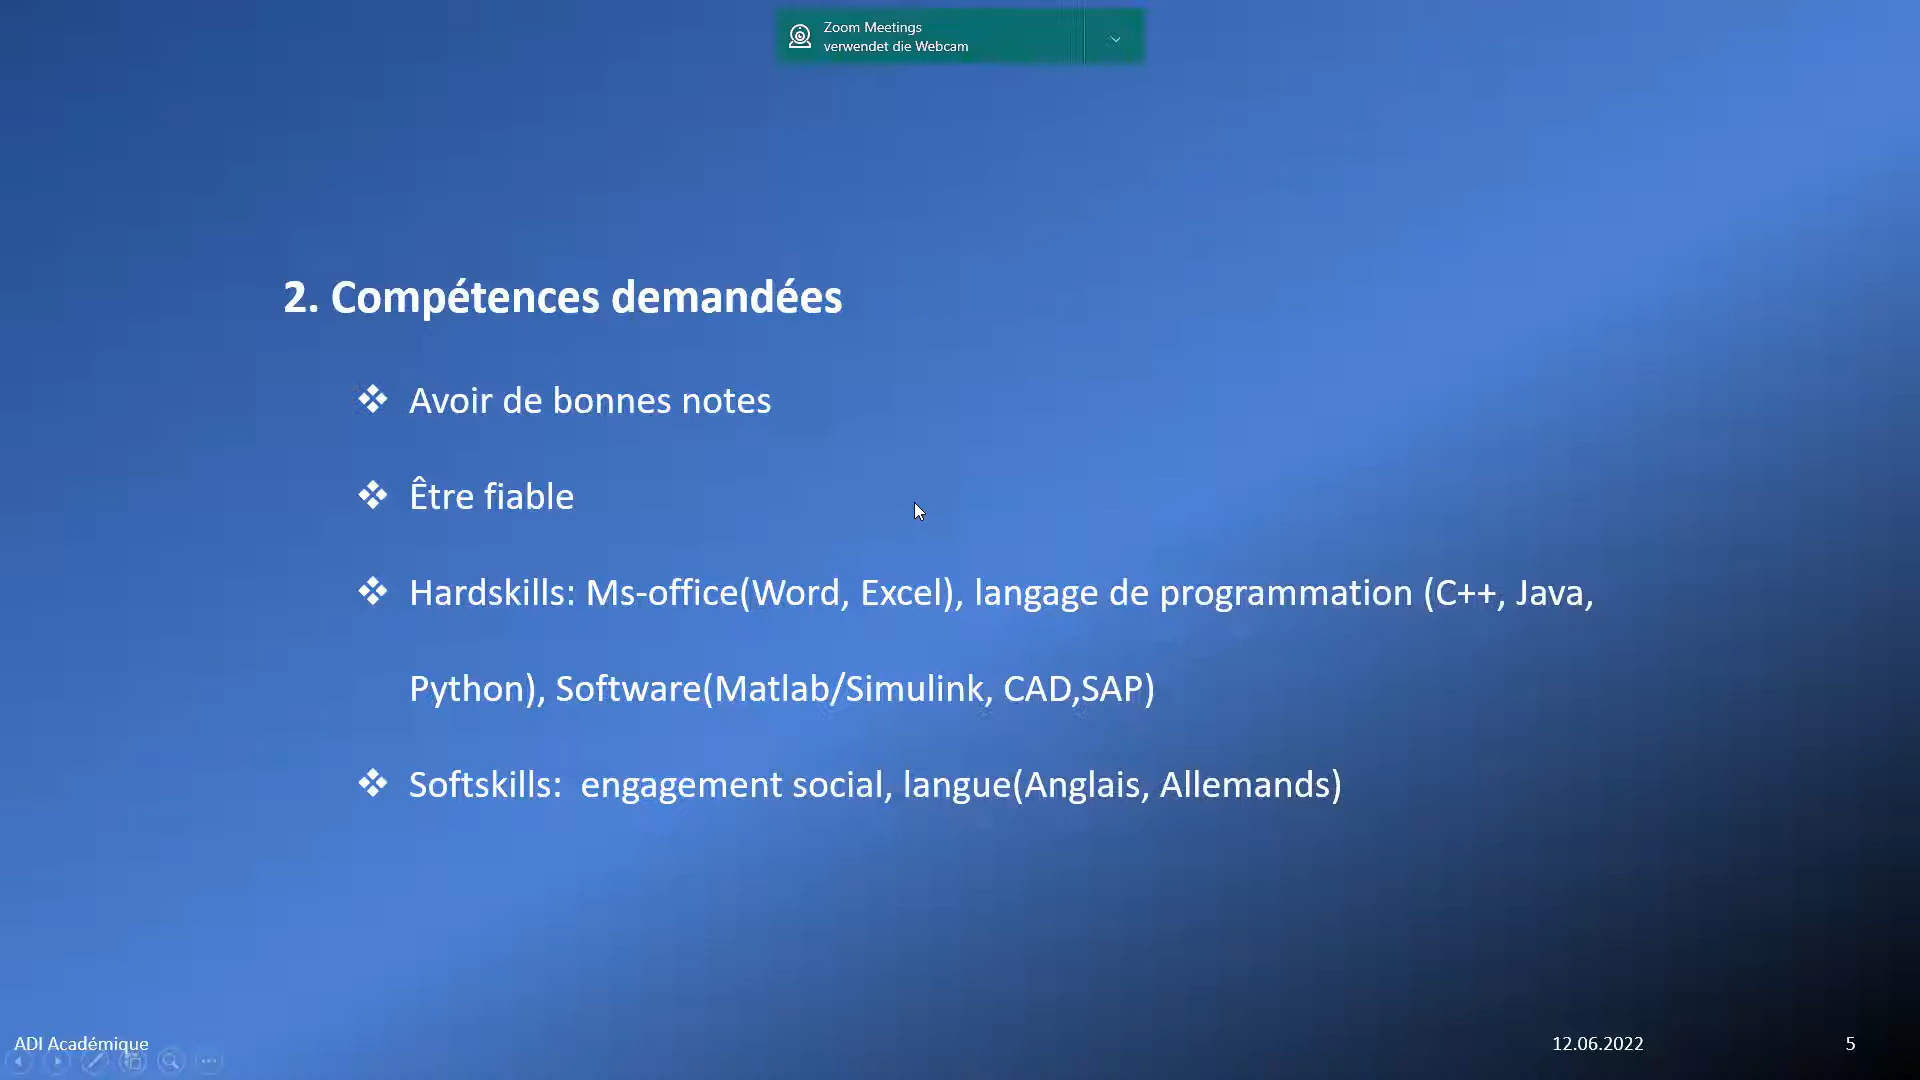 Zoom Meetings
verwendet die Webcam
2. Compétences demandées
❖ Avoir de bonnes notes
❖ Être fiable
❖ Hardskills: Ms-office(Word, Excel), langage de programmation (C++, Java,
Python), Software(Matlab/Simulink, CAD,SAP)
❖ Softskills:  engagement social, langue(Anglais, Allemands)
ADI Académique
12.06.2022
5